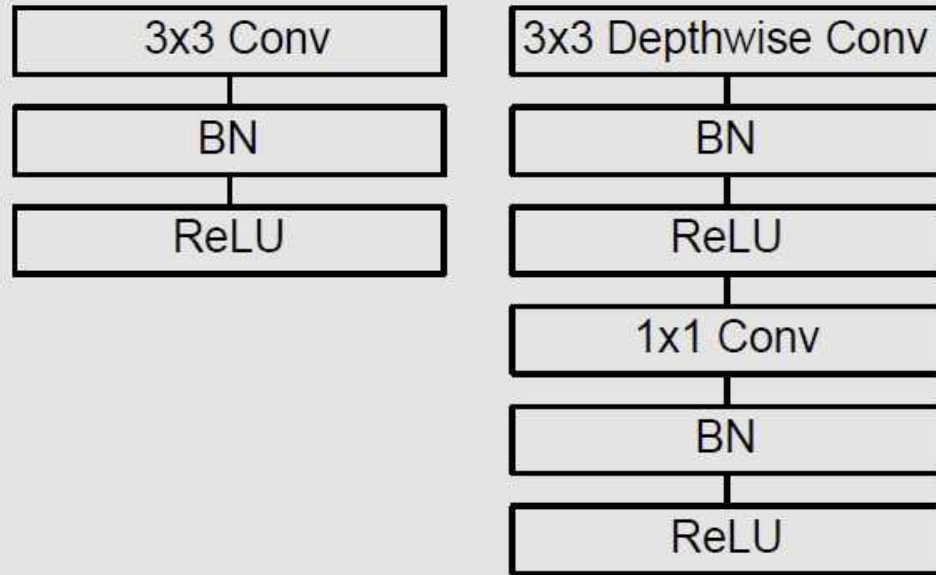 3x3 Conv
BN
ReLU
3x3 Depthwise Conv
BN
ReLU
1x1 Conv
BN
ReLU